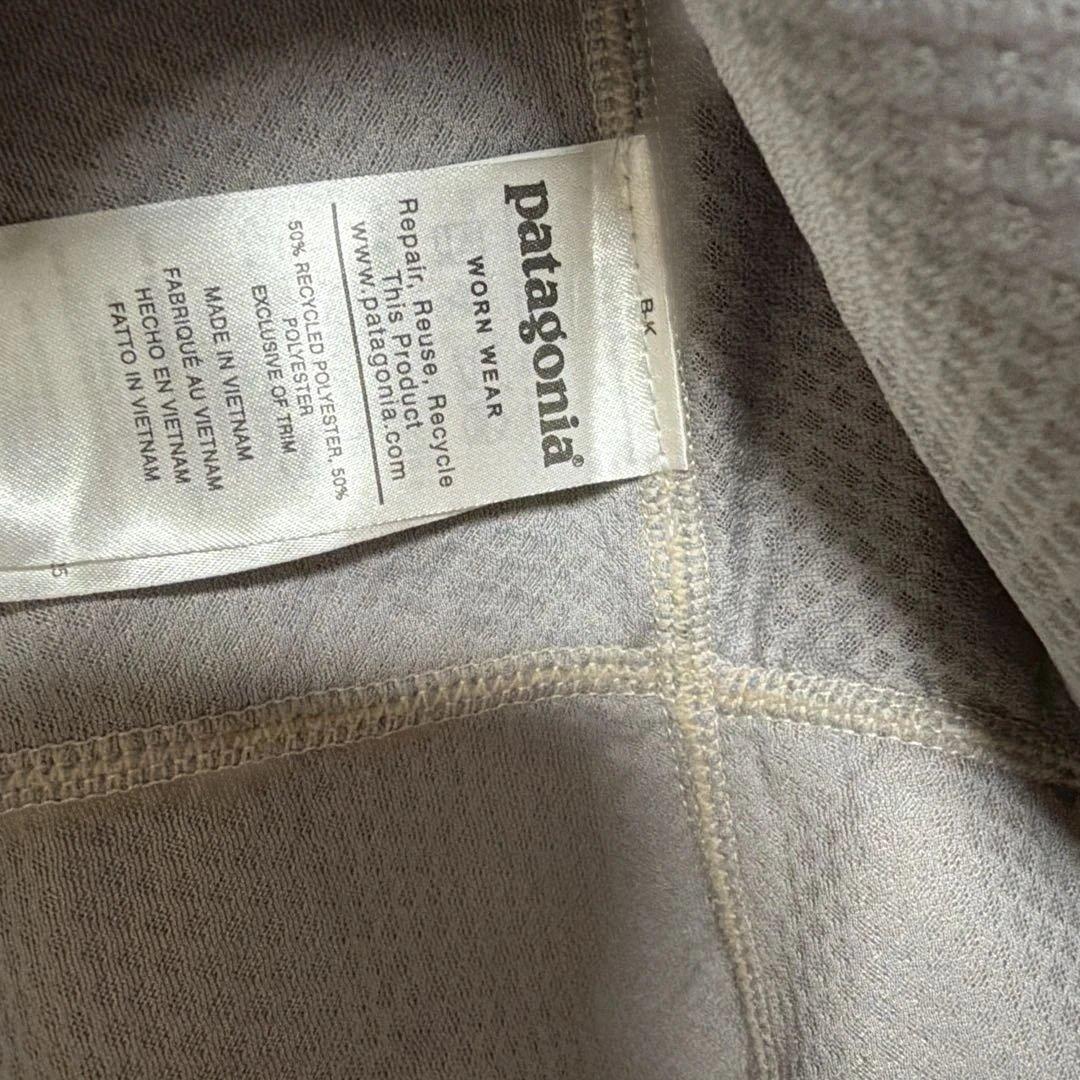 patagonia®
WORN WEAR
Repair, Reuse, Recycle
This Product
www.patagonia.com
50% RECYCLED POLYESTER, 50%
POLYESTER
EXCLUSIVE OF TRIM
MADE IN VIETNAM
FABRIQUÉ AU VIETNAM
HECHO EN VIETNAM
FATTO IN VIETNAM
B-K